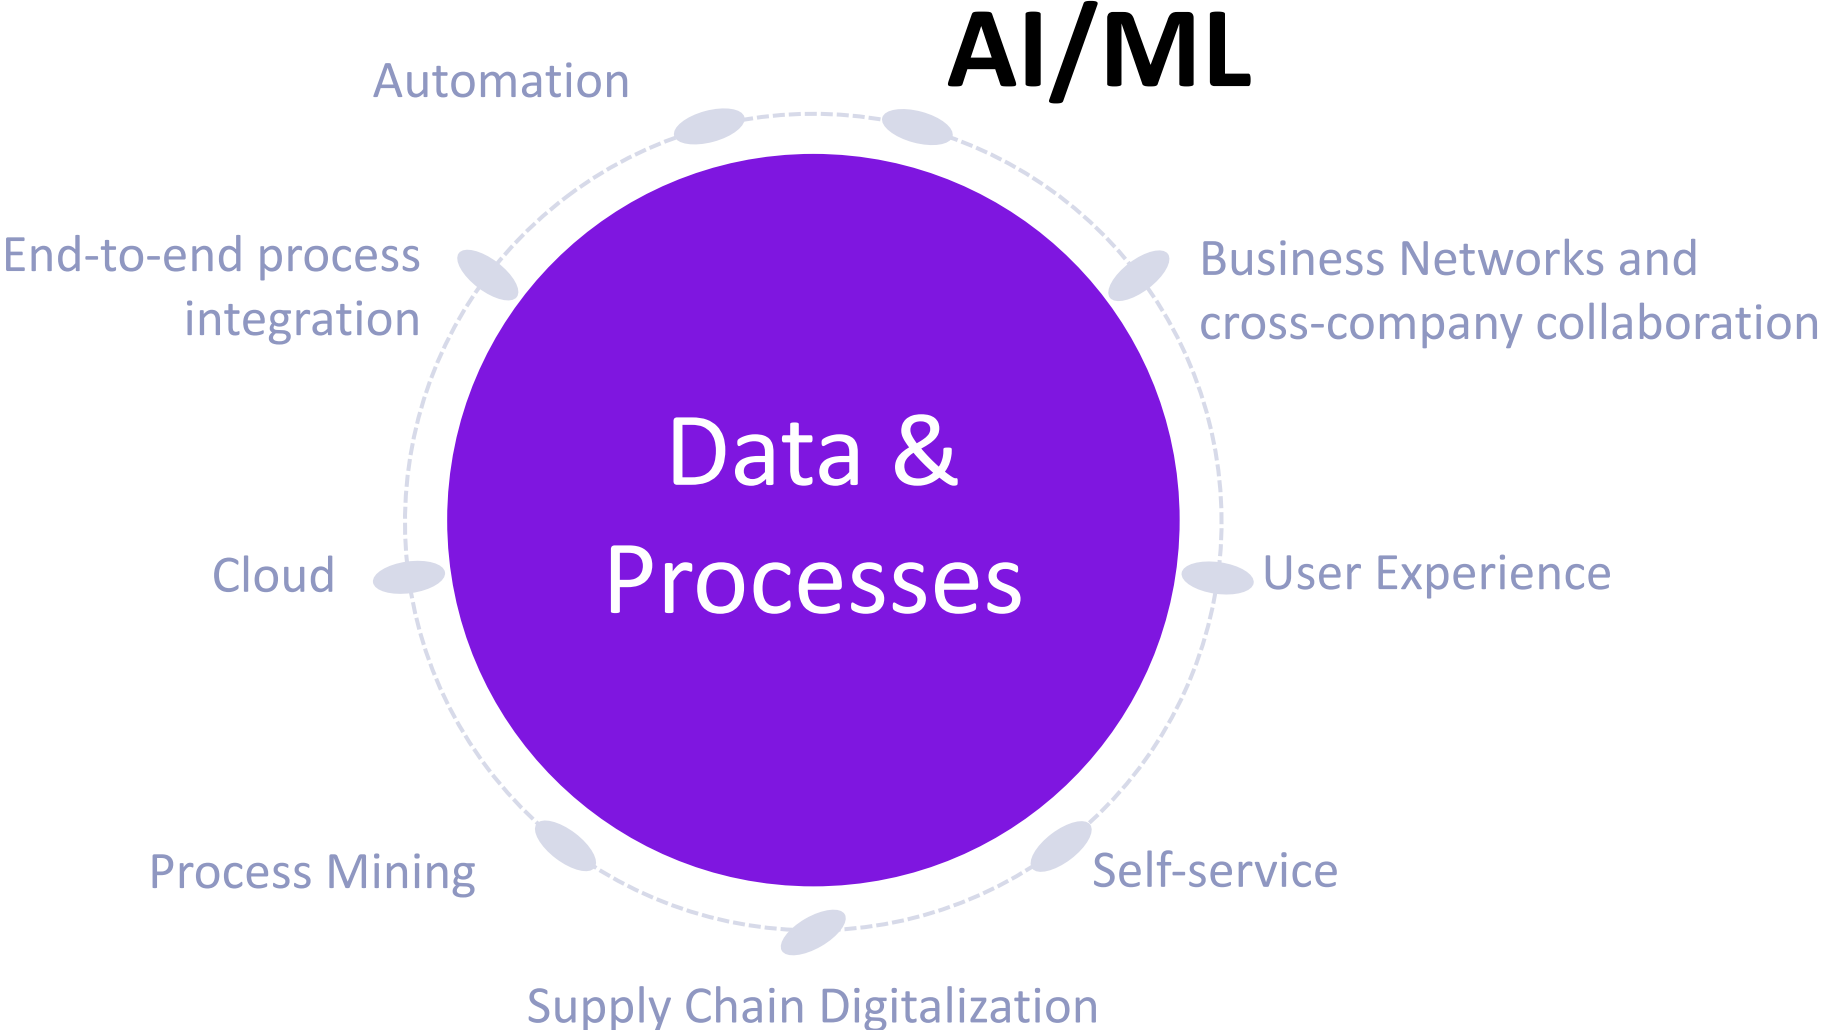 AI/ML
Automation
End-to-end process
integration
Business Networks and
cross-company collaboration
Data &
Processes
Cloud
User Experience
Process Mining
Self-service
Supply Chain Digitalization